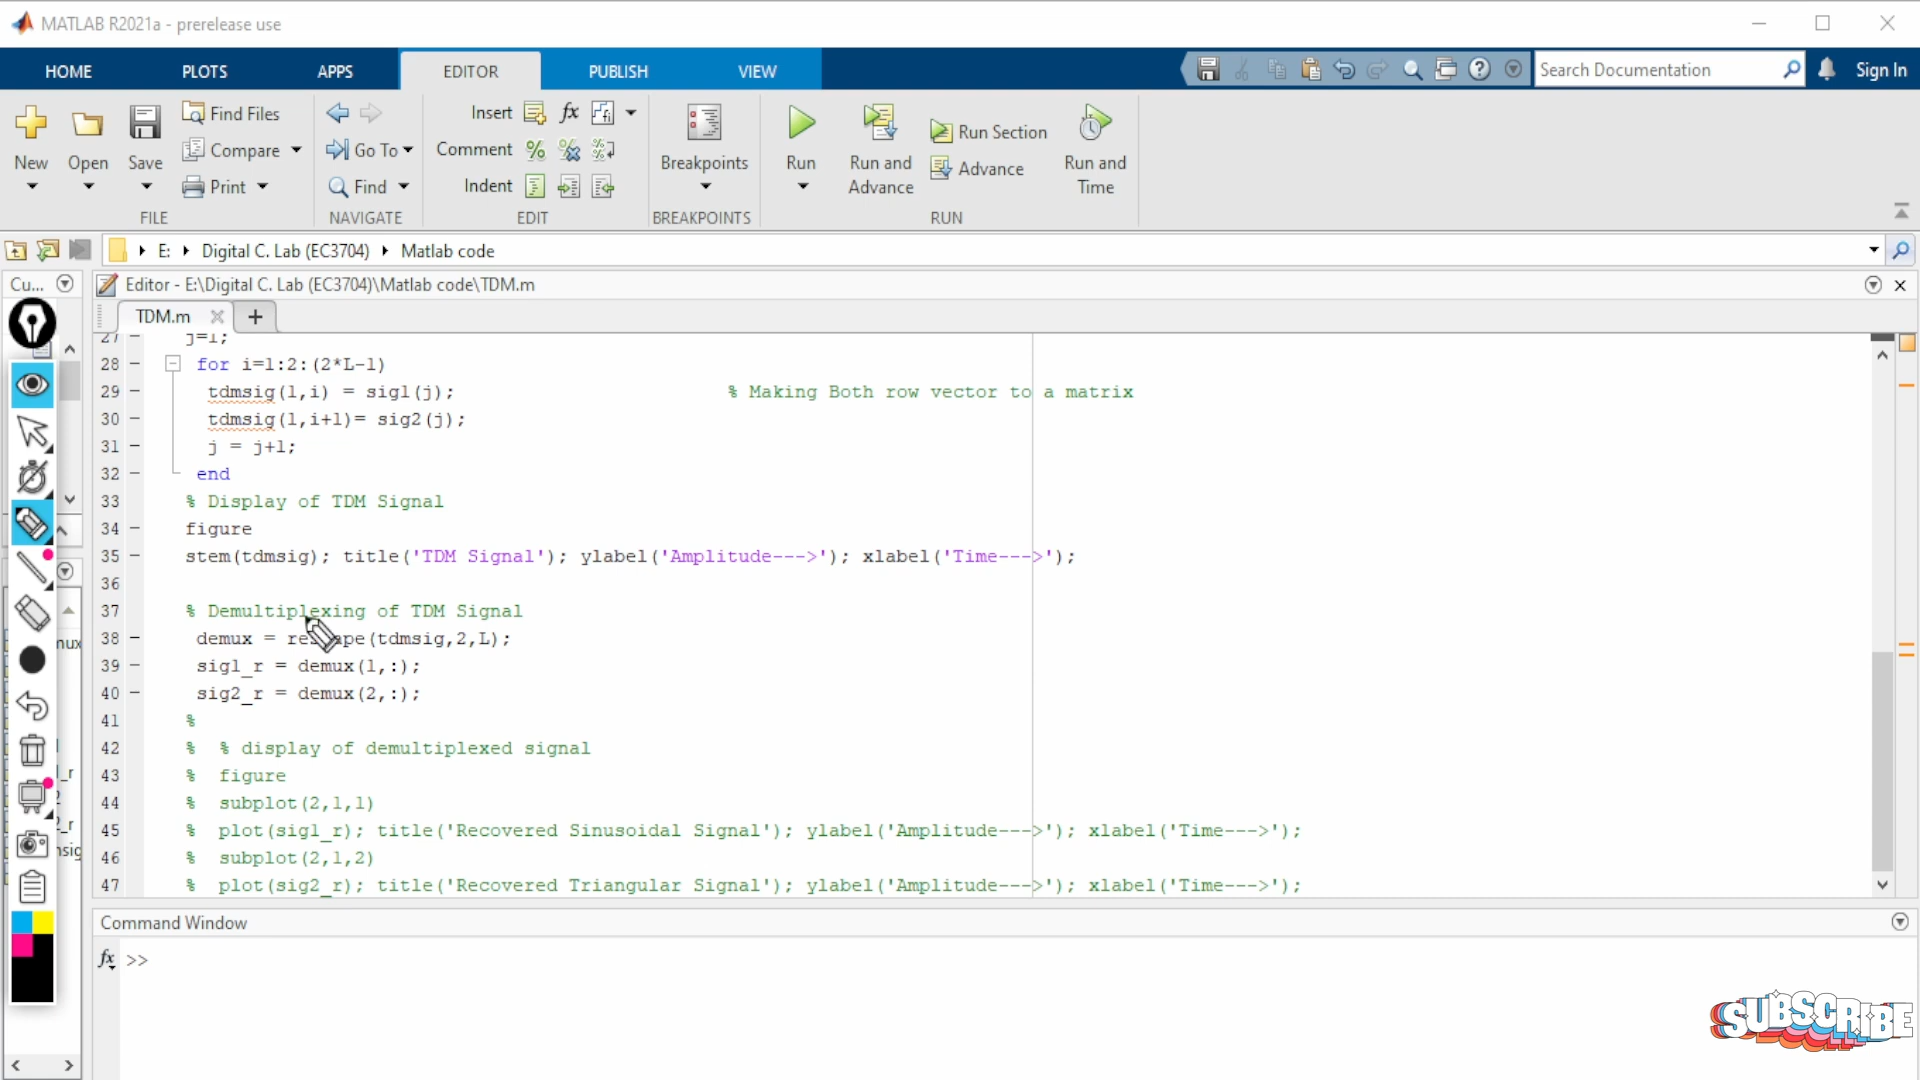 MATLAB R2021a - prerelease use
HOME PLOTS APPS EDITOR PUBLISH VIEW
Search Documentation Sign In
New Open Save Find Files Compare Print
FILE
Go To Find
NAVIGATE
Insert fx
Comment
Indent
EDIT
Breakpoints
BREAKPOINTS
Run Run and Advance Run Section Advance Run and Time
RUN
E: Digital C. Lab (EC3704) Matlab code
Cu...
Editor - E:\Digital C. Lab (EC3704)\Matlab code\TDM.m
TDM.m
27 - j=1;
28 - for i=1:2:(2*L-1)
29 - tdmsig(1,i) = sig1(j); % Making Both row vector to a matrix
30 - tdmsig(1,i+1)= sig2(j);
31 - j = j+1;
32 - end
33 % Display of TDM Signal
34 - figure
35 - stem(tdmsig); title('TDM Signal'); ylabel('Amplitude--->'); xlabel('Time--->');
36
37 % Demultiplexing of TDM Signal
38 - demux = reshape(tdmsig,2,L);
39 - sig1_r = demux(1,:);
40 - sig2_r = demux(2,:);
41 %
42 % % display of demultiplexed signal
43 % figure
44 % subplot(2,1,1)
45 % plot(sig1_r); title('Recovered Sinusoidal Signal'); ylabel('Amplitude--->'); xlabel('Time--->');
46 % subplot(2,1,2)
47 % plot(sig2_r); title('Recovered Triangular Signal'); ylabel('Amplitude--->'); xlabel('Time--->');
Command Window
fx >>
SUBSCRIBE